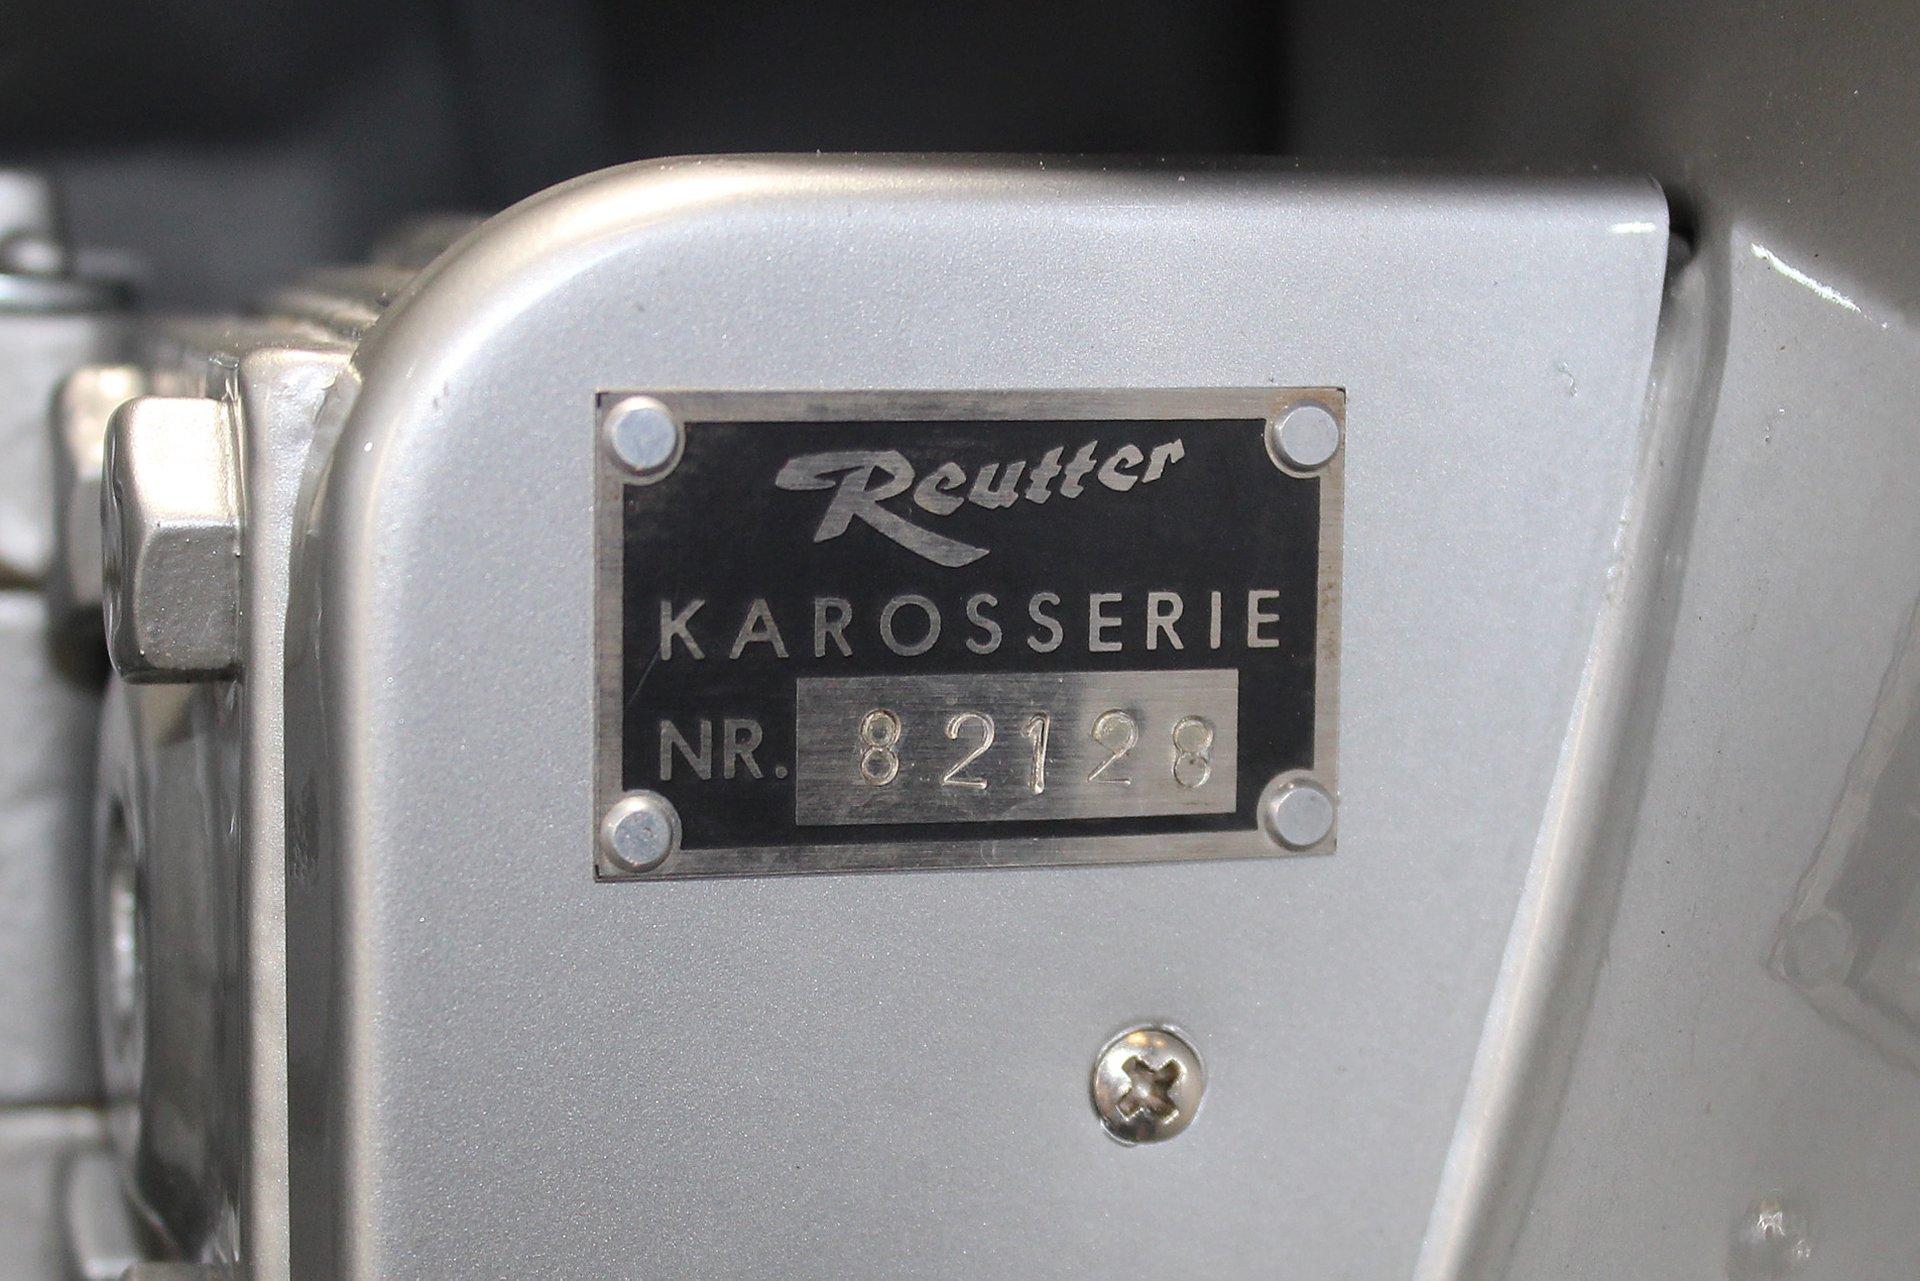 Reutter
KAROSSERIE
NR. 82128